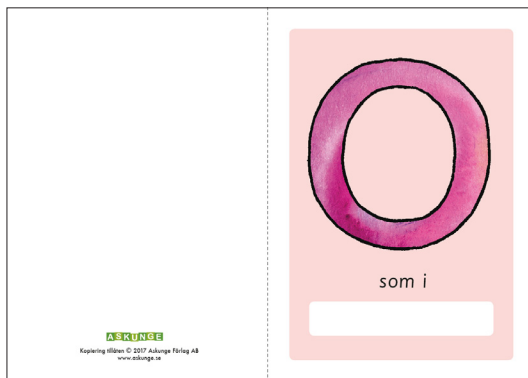 ASKUNGE
Kopiering tillåten © 2017 Askunge Förlag AB
www.askunge.se
O
som i